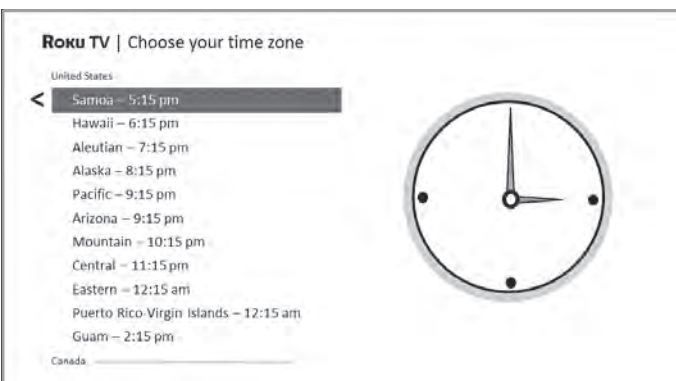 Roku TV | Choose your time zone
United States
<
Samoa – 5:15 pm
Hawaii – 6:15 pm
Aleutian – 7:15 pm
Alaska – 8:15 pm
Pacific – 9:15 pm
Arizona – 9:15 pm
Mountain – 10:15 pm
Central – 11:15 pm
Eastern – 12:15 am
Puerto Rico-Virgin Islands – 12:15 am
Guam – 2:15 pm
Canada